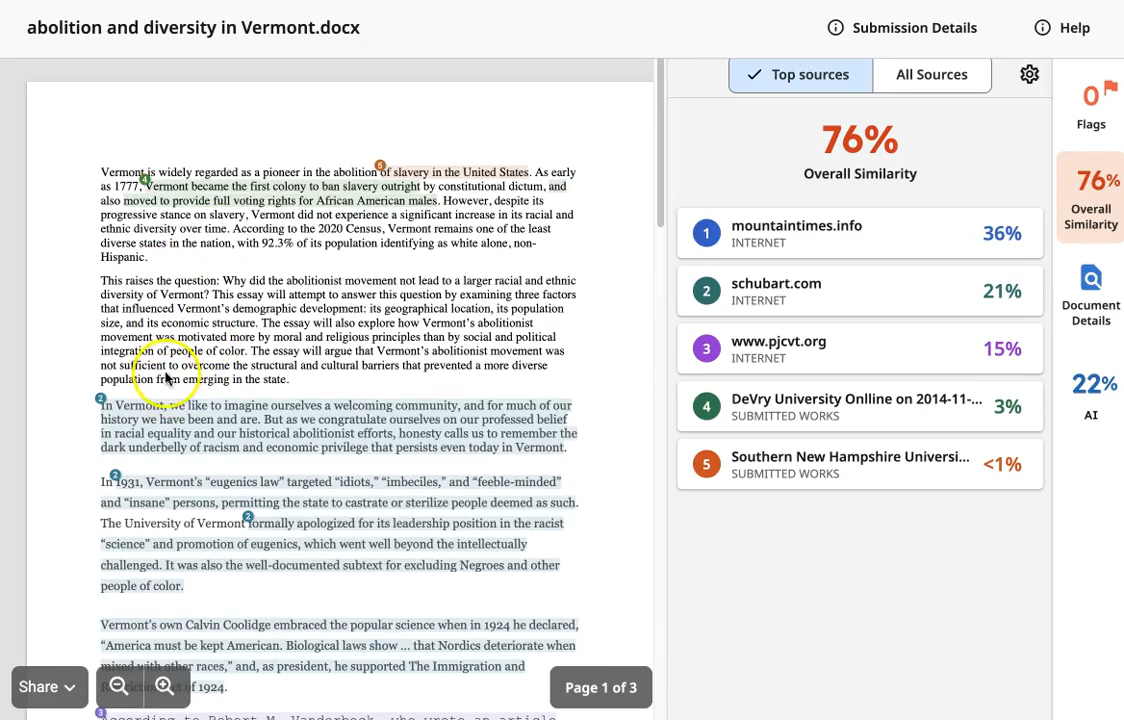 abolition and diversity in Vermont.docx
Submission Details
Help
Top sources
All Sources
76%
Overall Similarity
1
mountaintimes.info
INTERNET
36%
2
schubart.com
INTERNET
21%
3
www.pjcvt.org
INTERNET
15%
4
DeVry University Onlline on 2014-11-...
SUBMITTED WORKS
3%
5
Southern New Hampshire Universi...
SUBMITTED WORKS
<1%
0
Flags
76%
Overall
Similarity
Document
Details
22%
AI
5
Vermont is widely regarded as a pioneer in the abolition of slavery in the United States. As early
4
as 1777, Vermont became the first colony to ban slavery outright by constitutional dictum, and
also moved to provide full voting rights for African American males. However, despite its
progressive stance on slavery, Vermont did not experience a significant increase in its racial and
ethnic diversity over time. According to the 2020 Census, Vermont remains one of the least
diverse states in the nation, with 92.3% of its population identifying as white alone, non-
Hispanic.
This raises the question: Why did the abolitionist movement not lead to a larger racial and ethnic
diversity of Vermont? This essay will attempt to answer this question by examining three factors
that influenced Vermont's demographic development: its geographical location, its population
size, and its economic structure. The essay will also explore how Vermont's abolitionist
movement was motivated more by moral and religious principles than by social and political
integration of people of color. The essay will argue that Vermont's abolitionist movement was
not sufficient to overcome the structural and cultural barriers that prevented a more diverse
population from emerging in the state.
2
In Vermont, we like to imagine ourselves a welcoming community, and for much of our
history we have been and are. But as we congratulate ourselves on our professed belief
in racial equality and our historical abolitionist efforts, honesty calls us to remember the
dark underbelly of racism and economic privilege that persists even today in Vermont.
2
In 1931, Vermont's “eugenics law” targeted “idiots,” “imbeciles,” and “feeble-minded”
and “insane” persons, permitting the state to castrate or sterilize people deemed as such.
2
The University of Vermont formally apologized for its leadership position in the racist
“science” and promotion of eugenics, which went well beyond the intellectually
challenged. It was also the well-documented subtext for excluding Negroes and other
people of color.
Vermont's own Calvin Coolidge embraced the popular science when in 1924 he declared,
“America must be kept American. Biological laws show ... that Nordics deteriorate when
mixed with other races,” and, as president, he supported The Immigration and
of 1924.
3
According to Robert M. Vanderbeck, who wrote an article
Share
Page 1 of 3